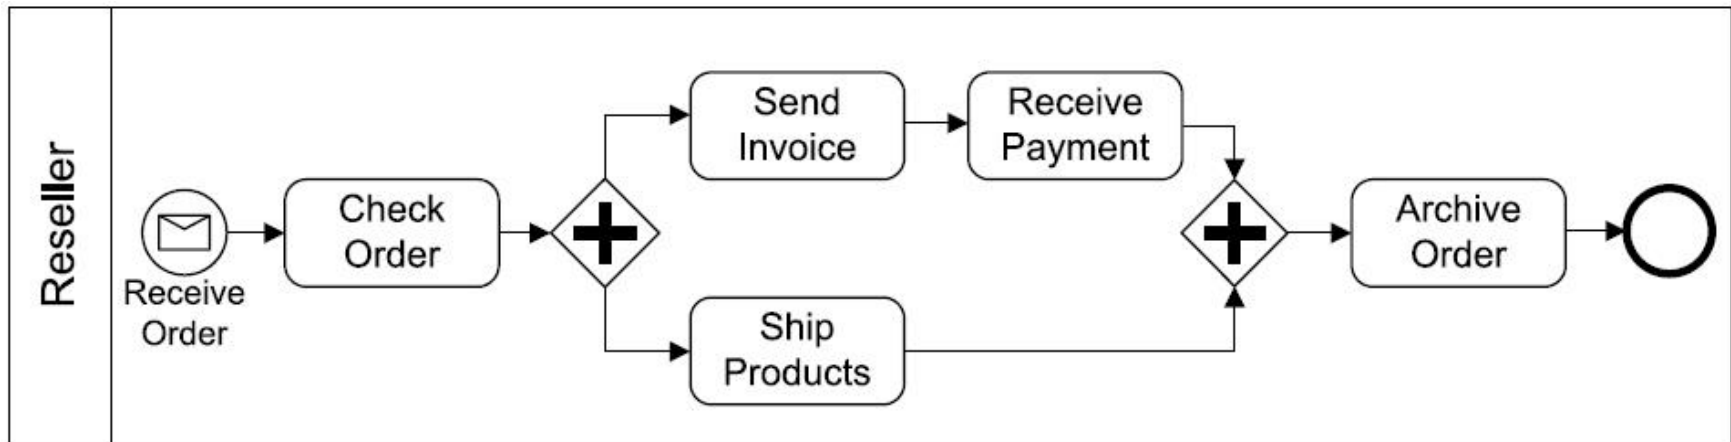 Reseller
Receive
Order
Check
Order
Send
Invoice
Receive
Payment
Ship
Products
Archive
Order